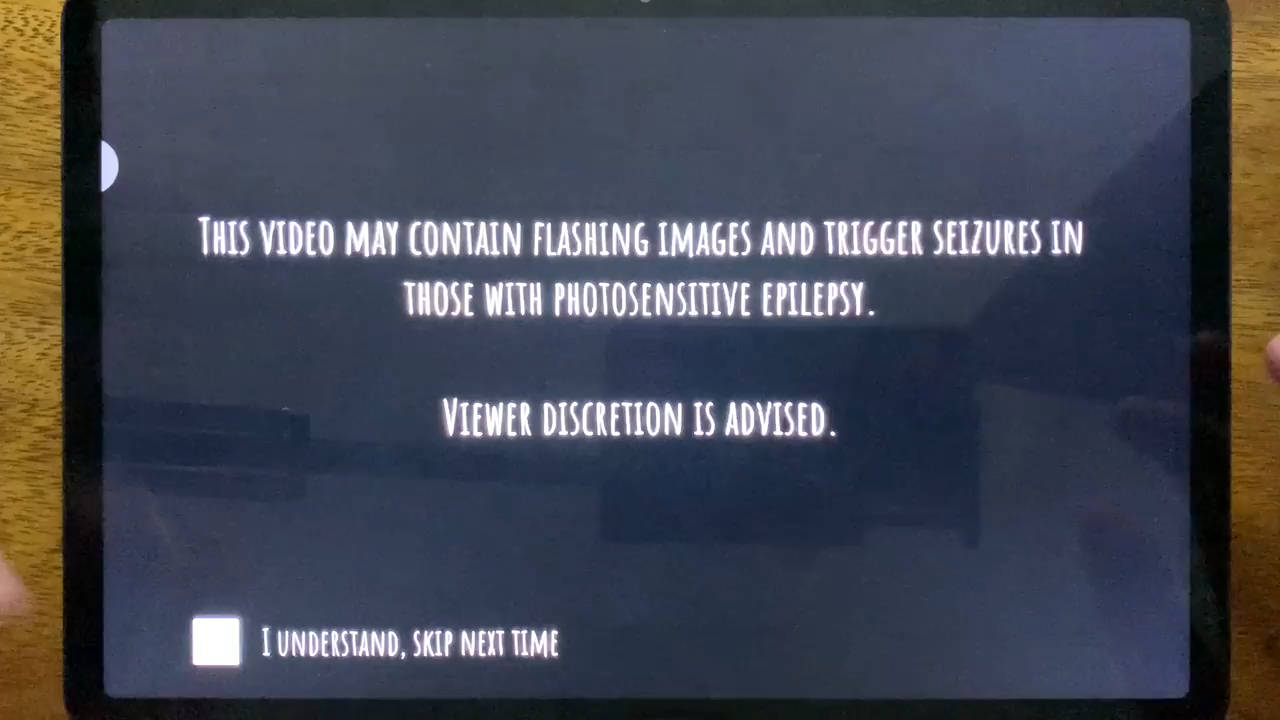 This video may contain flashing images and trigger seizures in
those with photosensitive epilepsy.
Viewer discretion is advised.
I understand, skip next time